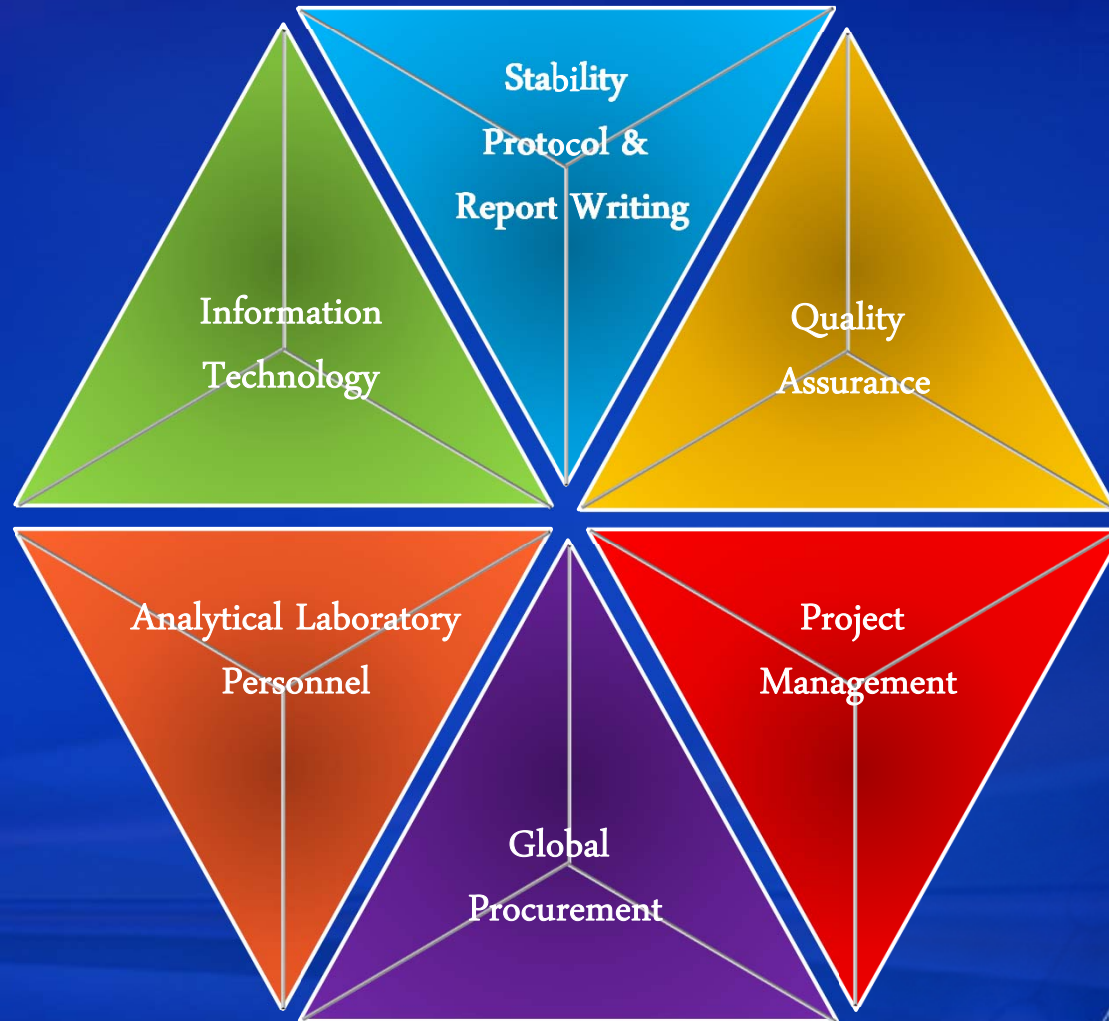 Stability
Protocol &
Report Writing
Information
Technology
Quality
Assurance
Analytical Laboratory
Personnel
Project
Management
Global
Procurement